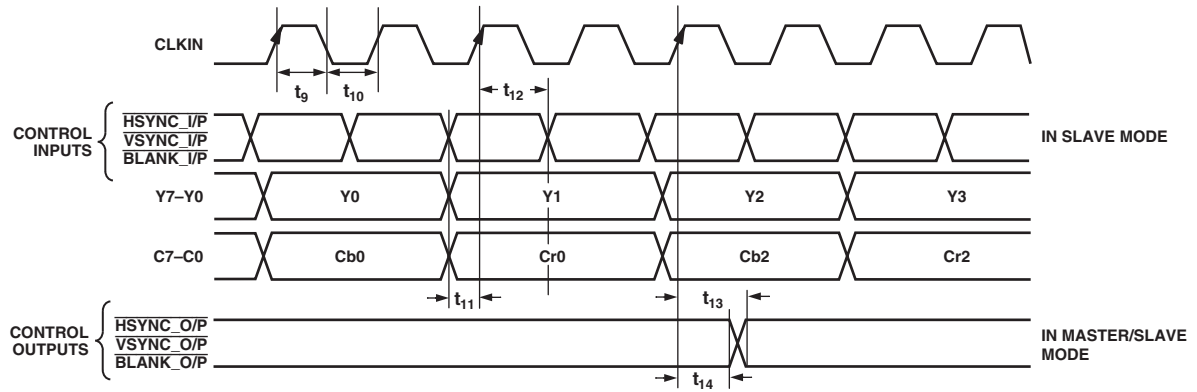 CLKIN
t9 t10 t12
CONTROL INPUTS
HSYNC_I/P
VSYNC_I/P
BLANK_I/P
IN SLAVE MODE
Y7–Y0 Y0 Y1 Y2 Y3
C7–C0 Cb0 Cr0 Cb2 Cr2
t11 t13
CONTROL OUTPUTS
HSYNC_O/P
VSYNC_O/P
BLANK_O/P
IN MASTER/SLAVE MODE
t14